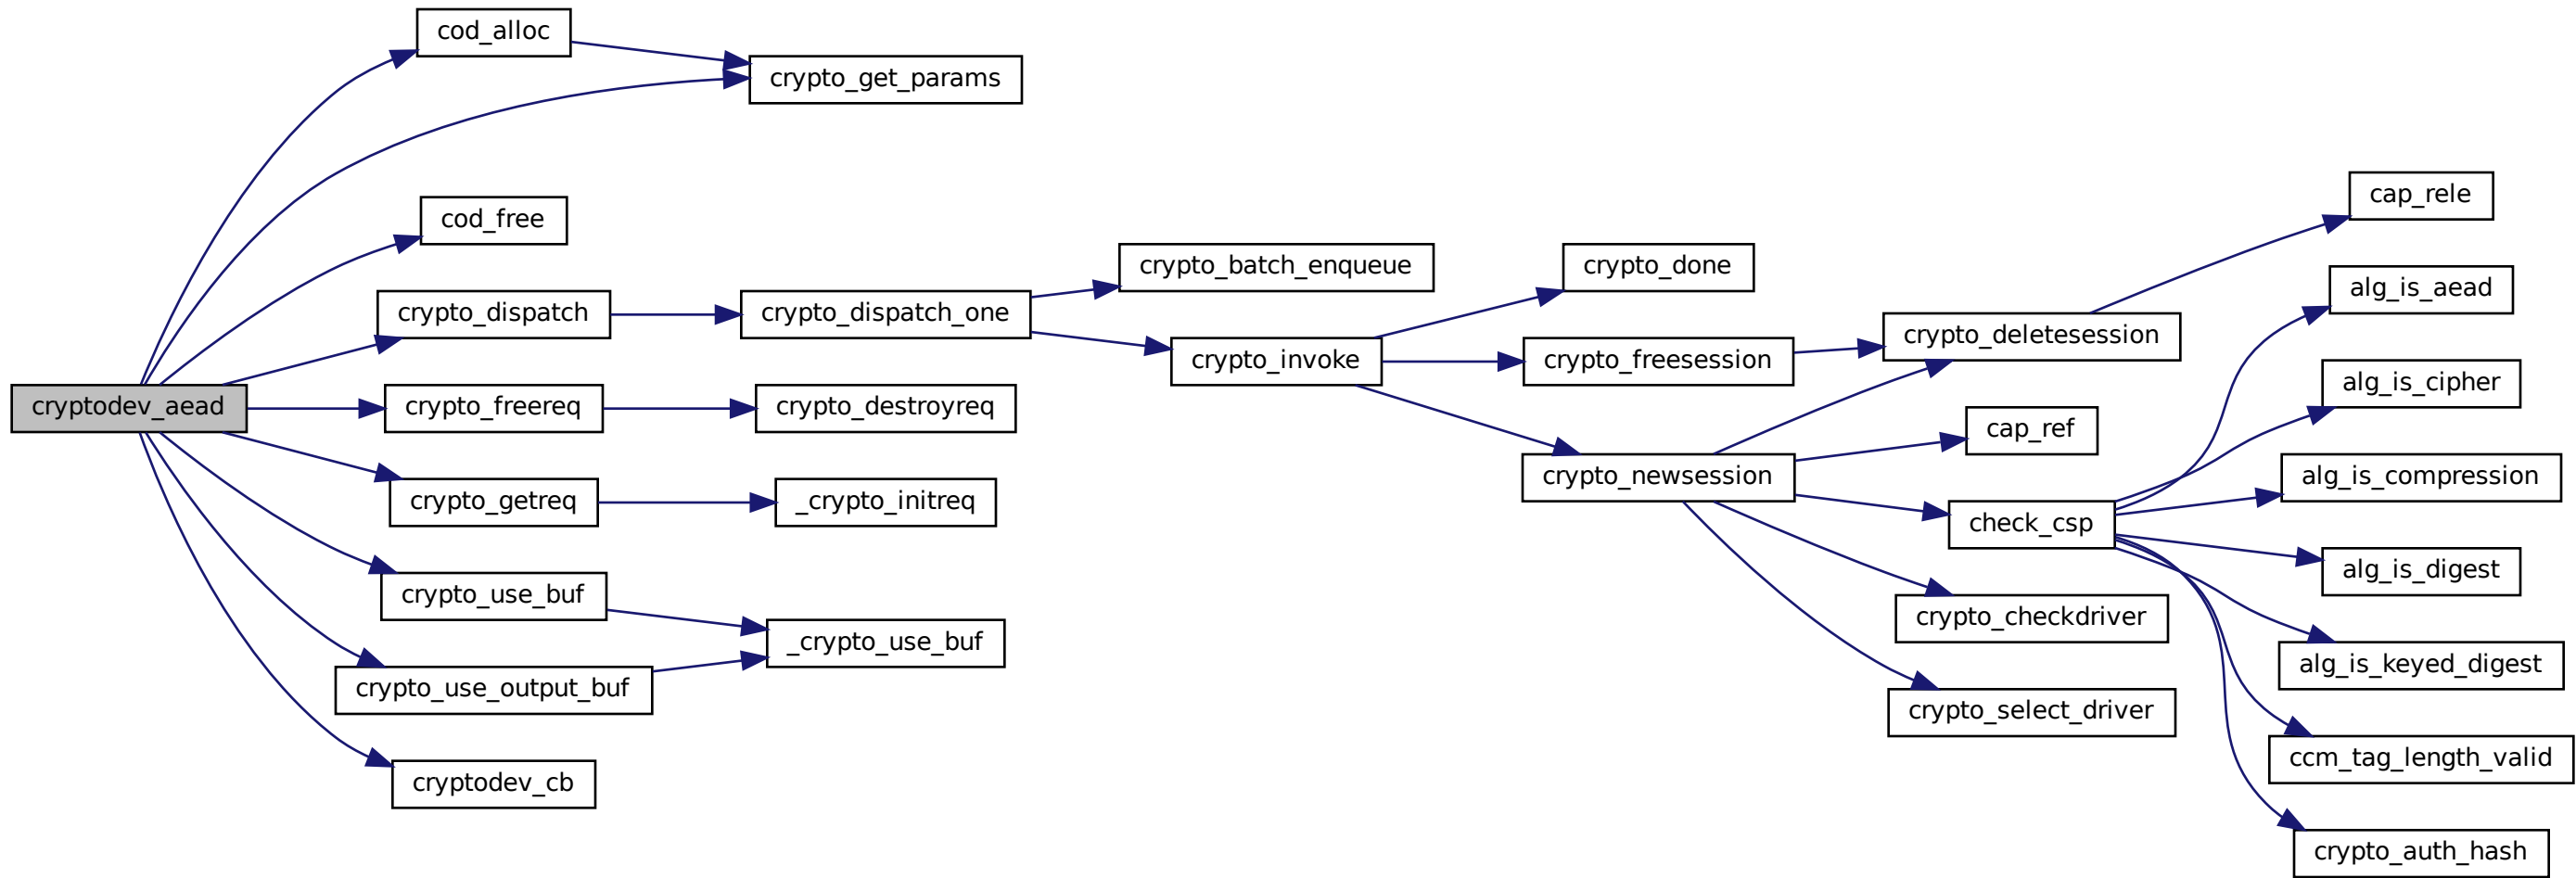 cod_alloc
crypto_get_params
cap_rele
cod_free
crypto_batch_enqueue
crypto_done
alg_is_aead
crypto_dispatch
crypto_dispatch_one
crypto_deletesession
crypto_invoke
crypto_freesession
alg_is_cipher
cryptodev_aead
crypto_freereq
crypto_destroyreq
cap_ref
crypto_newsession
alg_is_compression
crypto_getreq
_crypto_initreq
check_csp
alg_is_digest
crypto_use_buf
crypto_checkdriver
_crypto_use_buf
alg_is_keyed_digest
crypto_use_output_buf
crypto_select_driver
ccm_tag_length_valid
cryptodev_cb
crypto_auth_hash